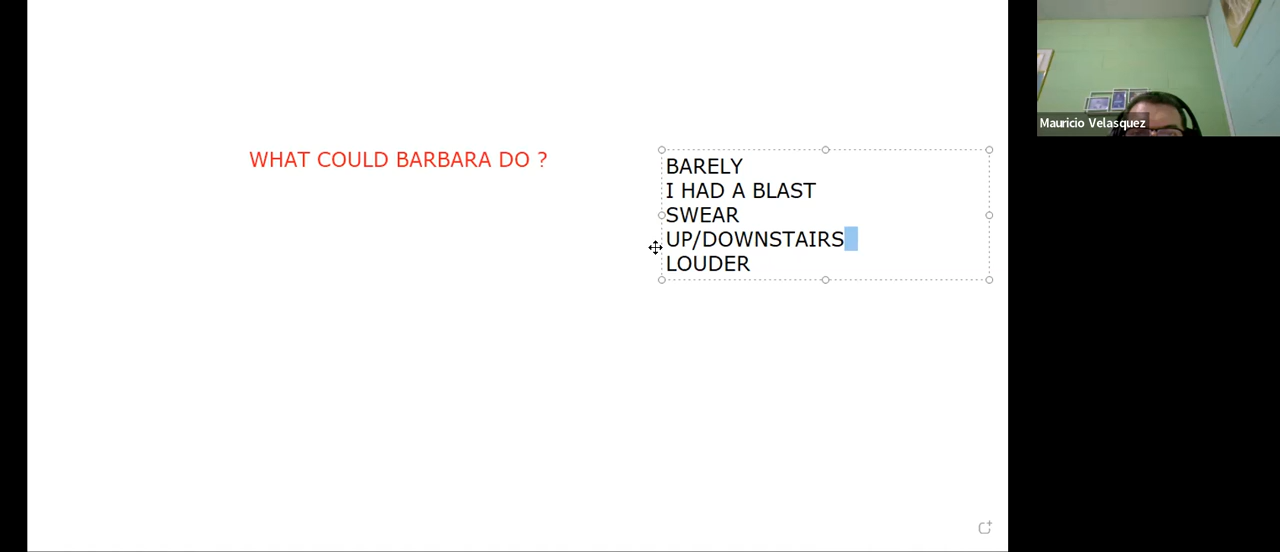 WHAT COULD BARBARA DO ?
BARELY
I HAD A BLAST
SWEAR
UP/DOWNSTAIRS
LOUDER
Mauricio Velasquez